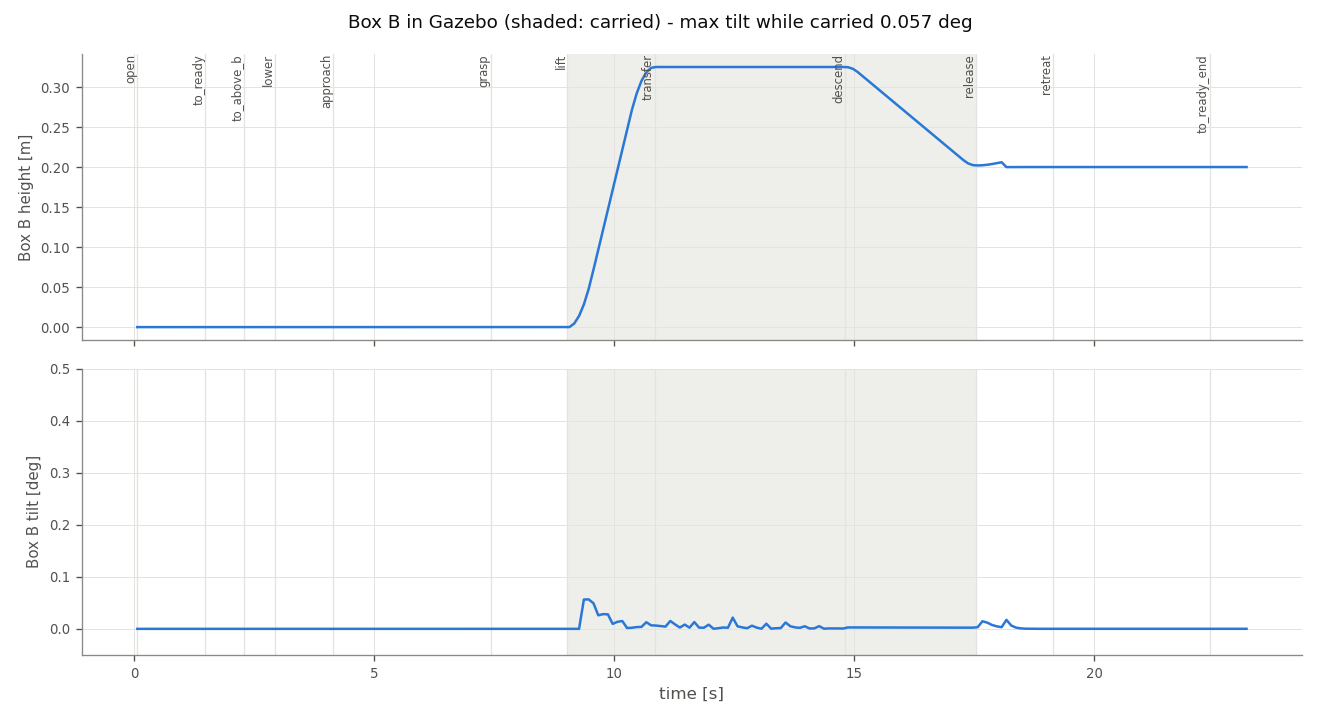 Box B in Gazebo (shaded: carried) - max tilt while carried 0.057 deg
open
to_ready
to_above_b
lower
approach
grasp
lift
transfer
descend
release
retreat
to_ready_end
Box B height [m]
0.30
0.25
0.20
0.15
0.10
0.05
0.00
Box B tilt [deg]
0.5
0.4
0.3
0.2
0.1
0.0
0
5
10
15
20
time [s]